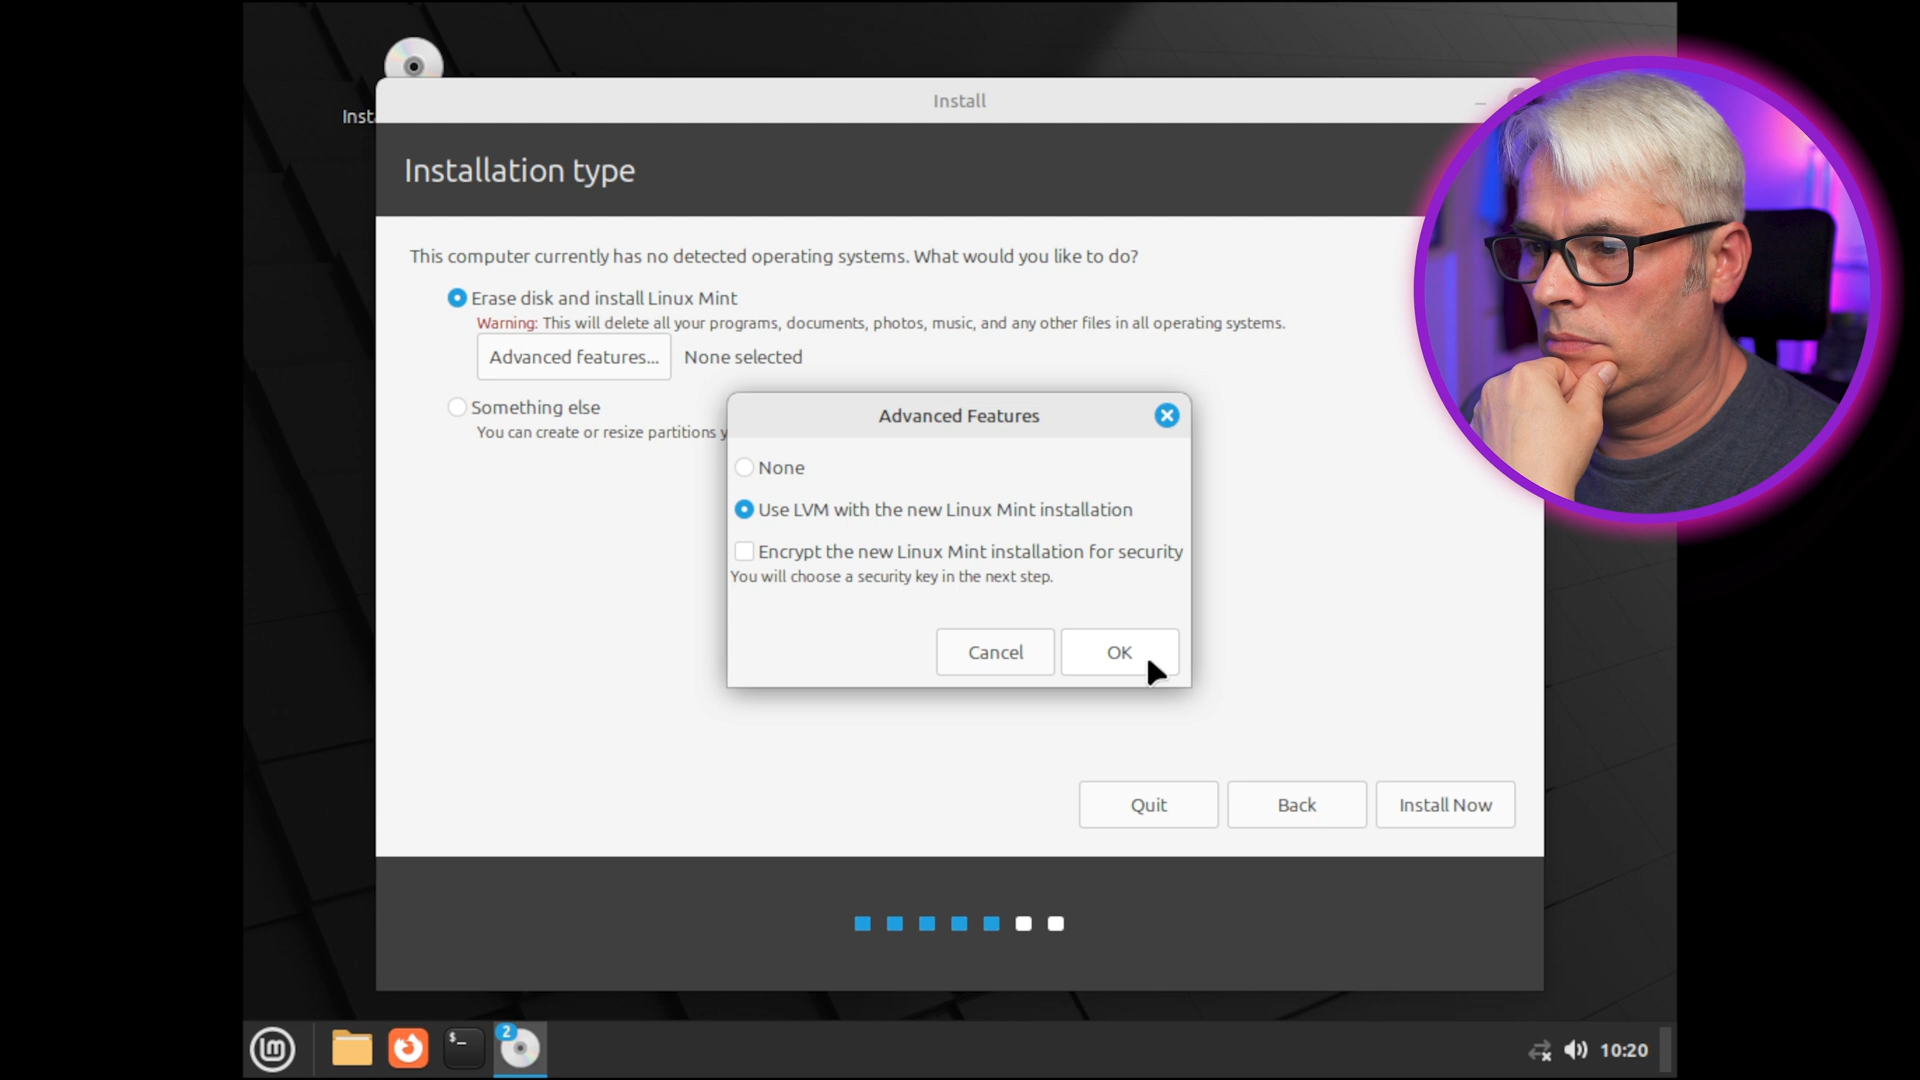 Inst
Install
Installation type
This computer currently has no detected operating systems. What would you like to do?
Erase disk and install Linux Mint
Warning: This will delete all your programs, documents, photos, music, and any other files in all operating systems.
Advanced features...
None selected
Something else
You can create or resize partitions y
Advanced Features
None
Use LVM with the new Linux Mint installation
Encrypt the new Linux Mint installation for security
You will choose a security key in the next step.
Cancel
OK
Quit
Back
Install Now
$_
2
10:20